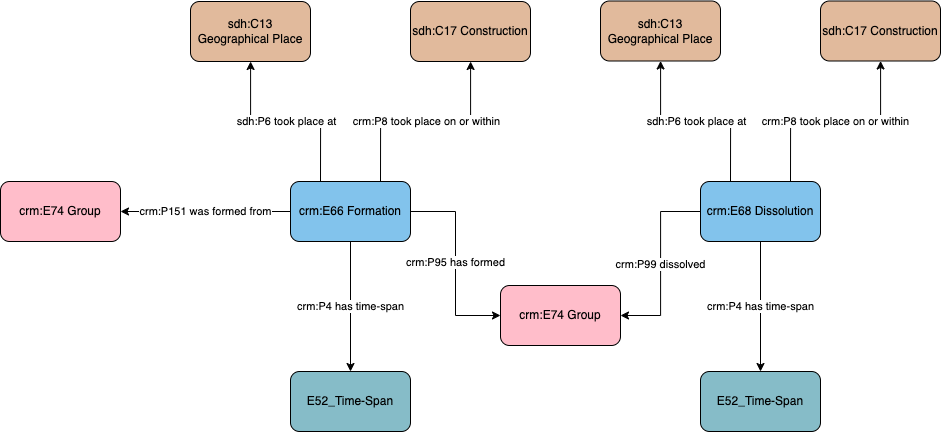 sdh:C13
Geographical Place
sdh:C17 Construction
sdh:C13
Geographical Place
sdh:C17 Construction
sdh:P6 took place at
crm:P8 took place on or within
sdh:P6 took place at
crm:P8 took place on or within
crm:E74 Group
crm:P151 was formed from
crm:E66 Formation
crm:E68 Dissolution
crm:P95 has formed
crm:P99 dissolved
crm:P4 has time-span
crm:E74 Group
crm:P4 has time-span
E52_Time-Span
E52_Time-Span